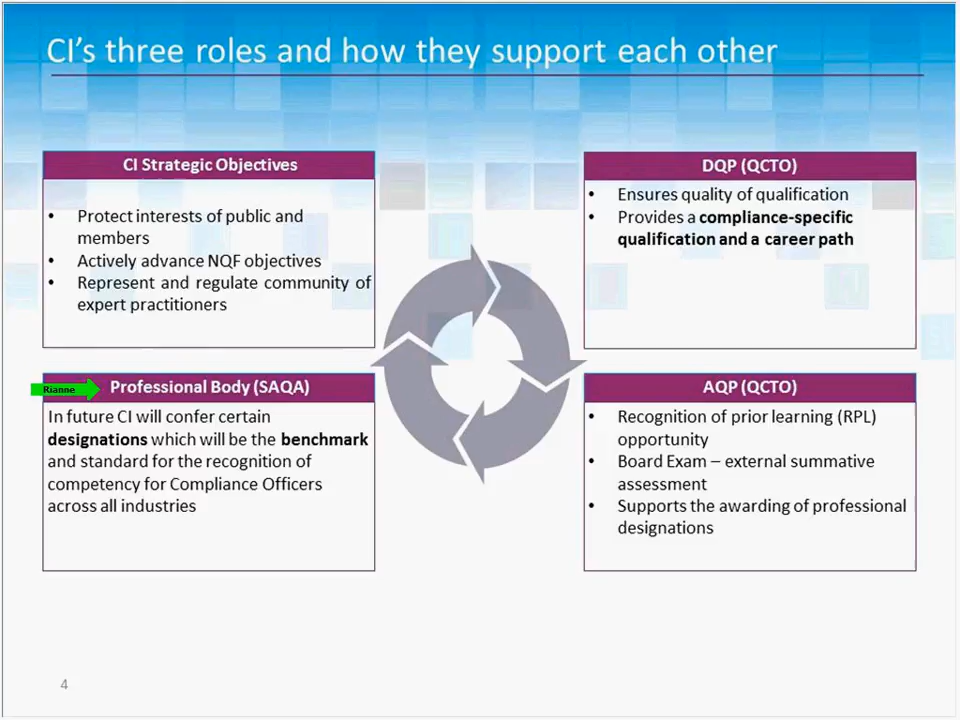 CI's three roles and how they support each other
CI Strategic Objectives
• Protect interests of public and
members
• Actively advance NQF objectives
• Represent and regulate community of
expert practitioners
DQP (QCTO)
• Ensures quality of qualification
• Provides a compliance-specific
qualification and a career path
Rianne
Professional Body (SAQA)
In future CI will confer certain
designations which will be the benchmark
and standard for the recognition of
competency for Compliance Officers
across all industries
AQP (QCTO)
• Recognition of prior learning (RPL)
opportunity
• Board Exam – external summative
assessment
• Supports the awarding of professional
designations
4